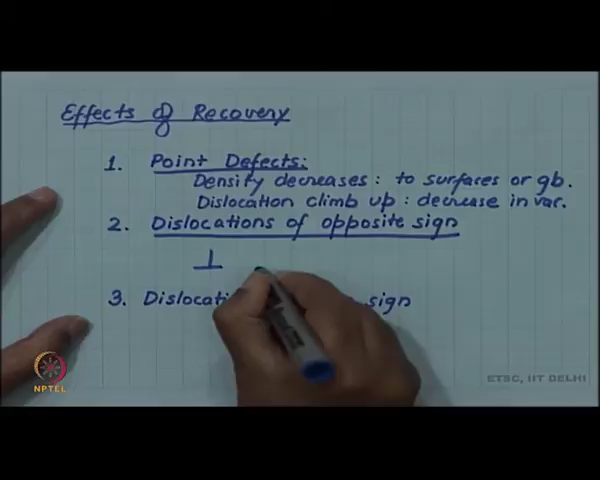 Effects of Recovery
1. Point Defects:
Density decreases: to surfaces or gb.
Dislocation climb up: decrease in vac.
2. Dislocations of opposite sign
⊥
3. sign
NPTEL
ETSC, IIT DELHI